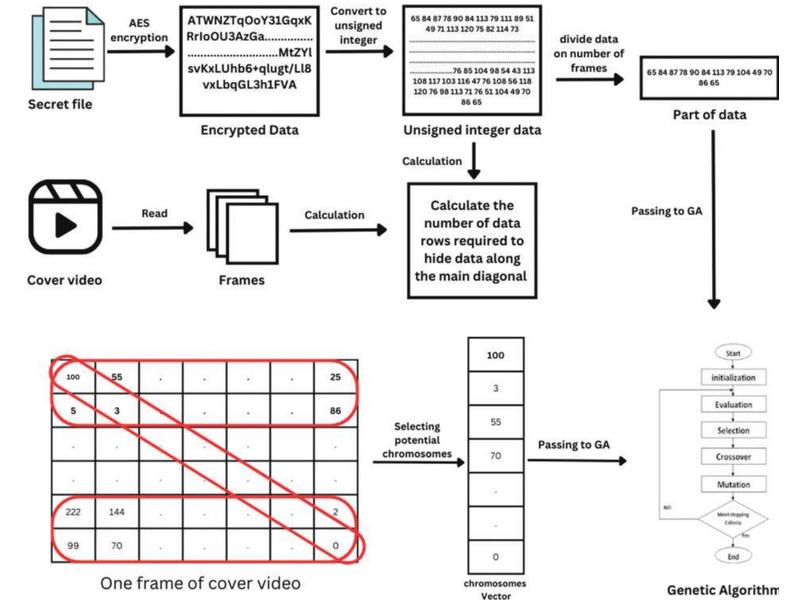 Secret file
AES
encryption
ATWNZTqOoY31GqxK
RrIoOU3AzGa..............
..........................MtZYl
svKxLUhb6+qlugt/Ll8
vxLbqGL3h1FVA
Encrypted Data
Convert to
unsigned
integer
65 84 87 78 90 84 113 79 111 89 51
49 71 113 120 75 82 114 73
............76 85 104 98 54 43 113
108 117 103 116 47 76 108 56 118
120 76 98 113 71 76 51 104 49 70
86 65
Unsigned integer data
divide data
on number of
frames
65 84 87 78 90 84 113 79 104 49 70
86 65
Part of data
Calculation
Passing to GA
Cover video
Read
Frames
Calculation
Calculate the
number of data
rows required to
hide data along
the main diagonal
100 55 . . . . 25
5 3 . . . . 86
. . . . . . .
. . . . . . .
222 144 . . . . 2
99 70 . . . . 0
One frame of cover video
Selecting
potential
chromosomes
100
3
55
70
.
.
0
chromosomes
Vector
Passing to GA
Start
initialization
Evaluation
Selection
Crossover
Mutation
Meet stopping
Criteria
NO
Yes
End
Genetic Algorithm